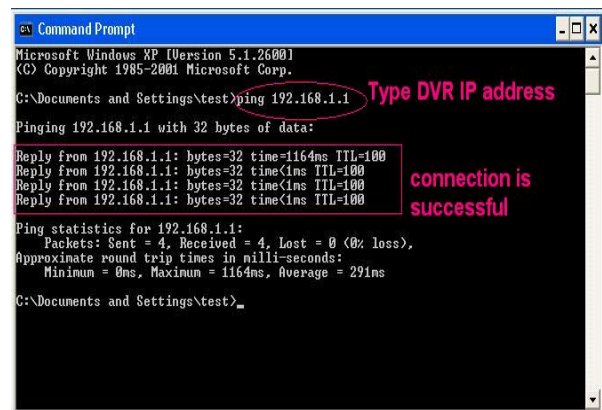 Command Prompt
Microsoft Windows XP [Version 5.1.2600]
(C) Copyright 1985-2001 Microsoft Corp.
C:\Documents and Settings\test>ping 192.168.1.1
Type DVR IP address
Pinging 192.168.1.1 with 32 bytes of data:
Reply from 192.168.1.1: bytes=32 time=1164ms TTL=100
Reply from 192.168.1.1: bytes=32 time<1ms TTL=100
Reply from 192.168.1.1: bytes=32 time<1ms TTL=100
Reply from 192.168.1.1: bytes=32 time<1ms TTL=100
connection is
successful
Ping statistics for 192.168.1.1:
Packets: Sent = 4, Received = 4, Lost = 0 (0% loss),
Approximate round trip times in milli-seconds:
Minimum = 0ms, Maximum = 1164ms, Average = 291ms
C:\Documents and Settings\test>_